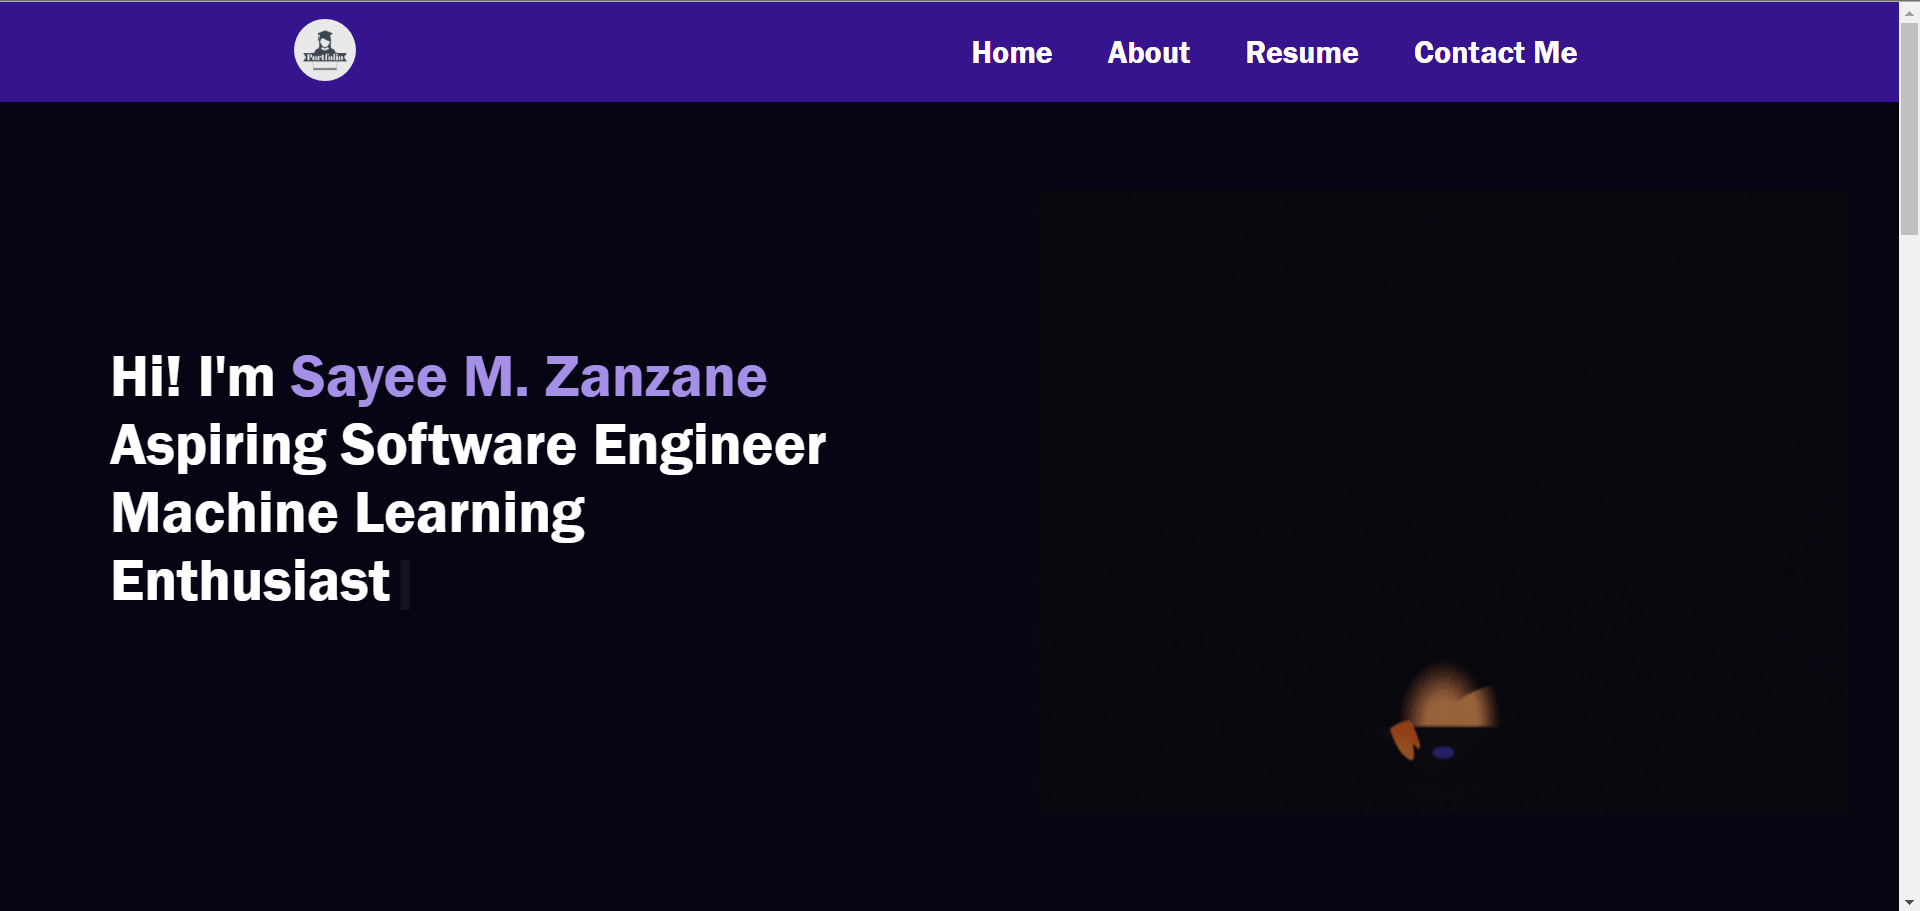 Portfolio
Home About Resume Contact Me
Hi! I'm Sayee M. Zanzane
Aspiring Software Engineer
Machine Learning
Enthusiast